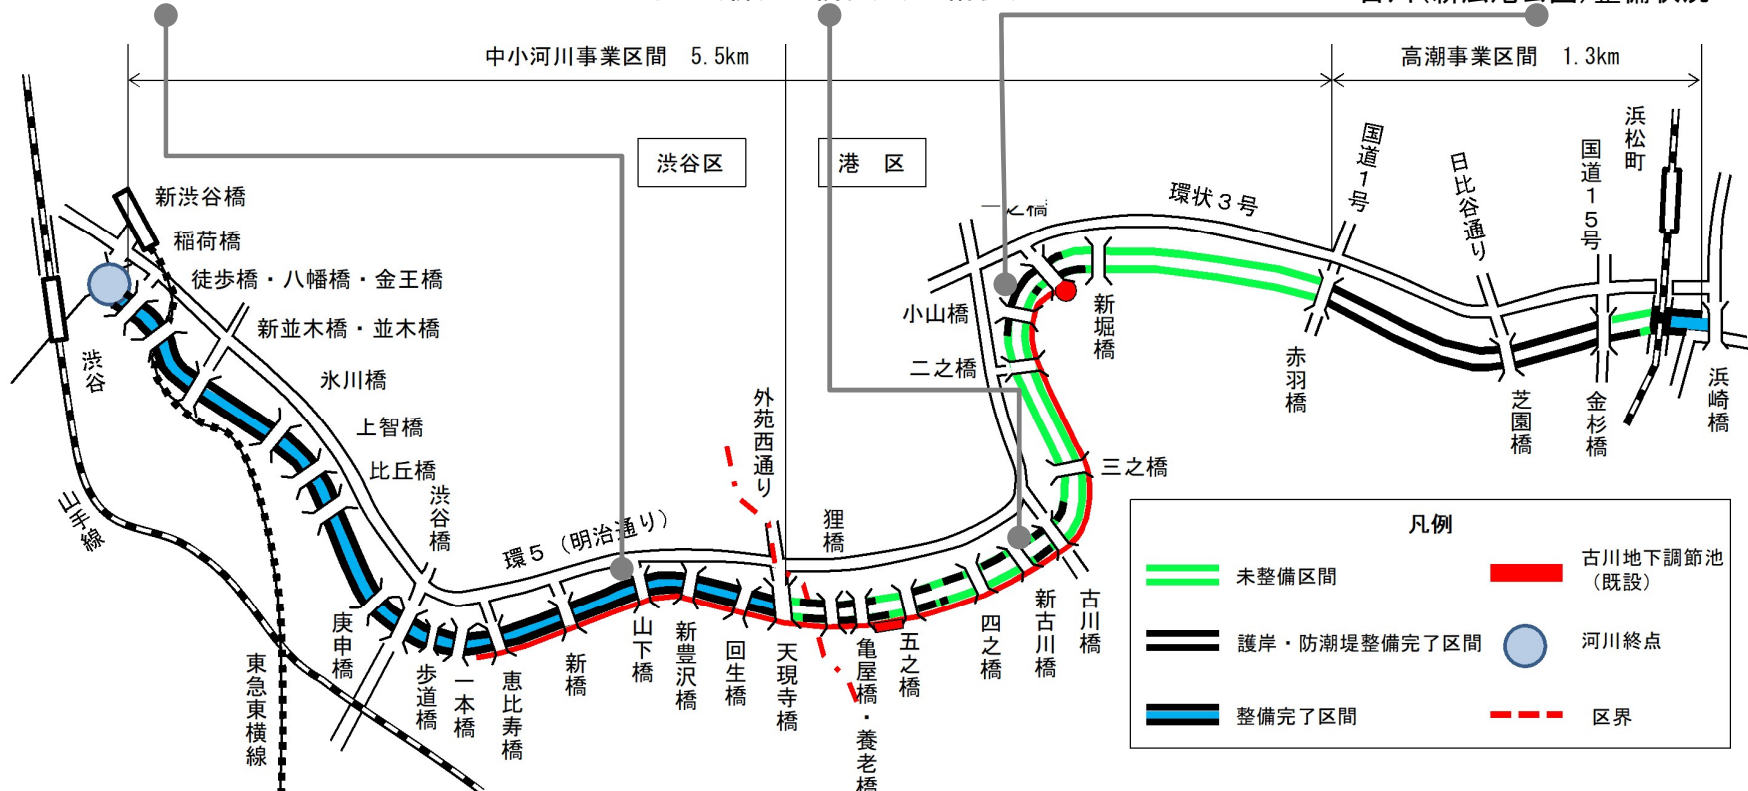 中小河川事業区間 5.5km
高潮事業区間 1.3km
渋谷区
港 区
新渋谷橋
稲荷橋
徒歩橋・八幡橋・金王橋
新並木橋・並木橋
氷川橋
上智橋
比丘橋
渋谷橋
渋谷
山手線
東急東横線
庚申橋
歩道橋
一本橋
恵比寿橋
新橋
山下橋
新豊沢橋
回生橋
天現寺橋
環5(明治通り)
外苑西通り
狸橋
亀屋橋・養老橋
五之橋
四之橋
新古川橋
古川橋
三之橋
二之橋
小山橋
一之橋
新堀橋
環状3号
国道1号
赤羽橋
日比谷通り
芝園橋
国道15号
金杉橋
浜松町
浜崎橋
凡例
未整備区間
護岸・防潮堤整備完了区間
整備完了区間
古川地下調節池
(既設)
河川終点
区界